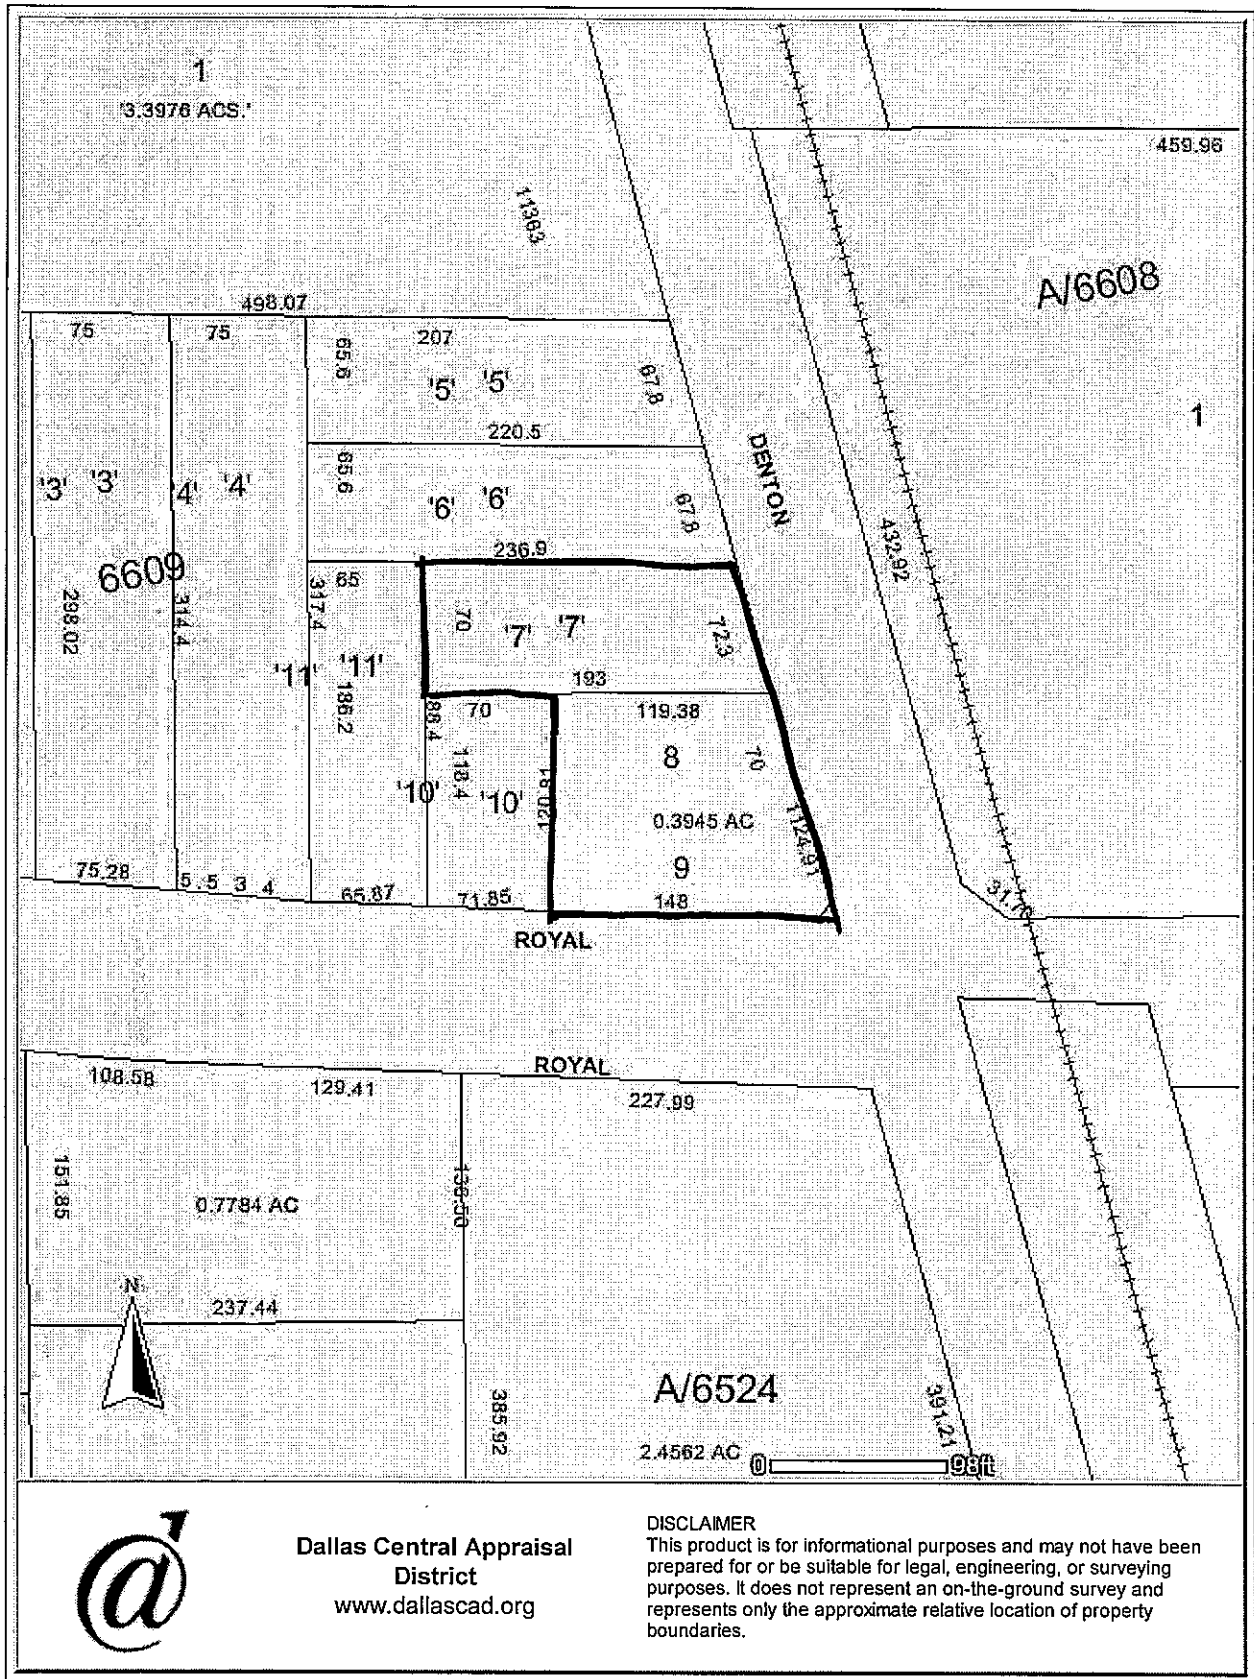 1
'3.3976 ACS.'
459.96
11363
A/6608
498.07
75
75
207
65.6
'5' '5'
67.8
1
220.5
DENTON
65.6
'3' '3'
'4' '4'
'6' '6'
67.8
432.92
236.9
6609
65
317.4
298.02
314.4
70
'7' '7'
72.3
'11' '11'
193
186.2
88.4
70
119.38
8
70
118.4
'10' '10'
120.81
0.3945 AC
1124.91
9
75.28
5.5 3 4
65.87
71.85
148
31.76
ROYAL
ROYAL
108.58
129.41
227.99
151.85
136.50
0.7784 AC
N
237.44
A/6524
385.92
391.21
2.4562 AC
0 98ft
Dallas Central Appraisal
District
www.dallascad.org
DISCLAIMER
This product is for informational purposes and may not have been
prepared for or be suitable for legal, engineering, or surveying
purposes. It does not represent an on-the-ground survey and
represents only the approximate relative location of property
boundaries.